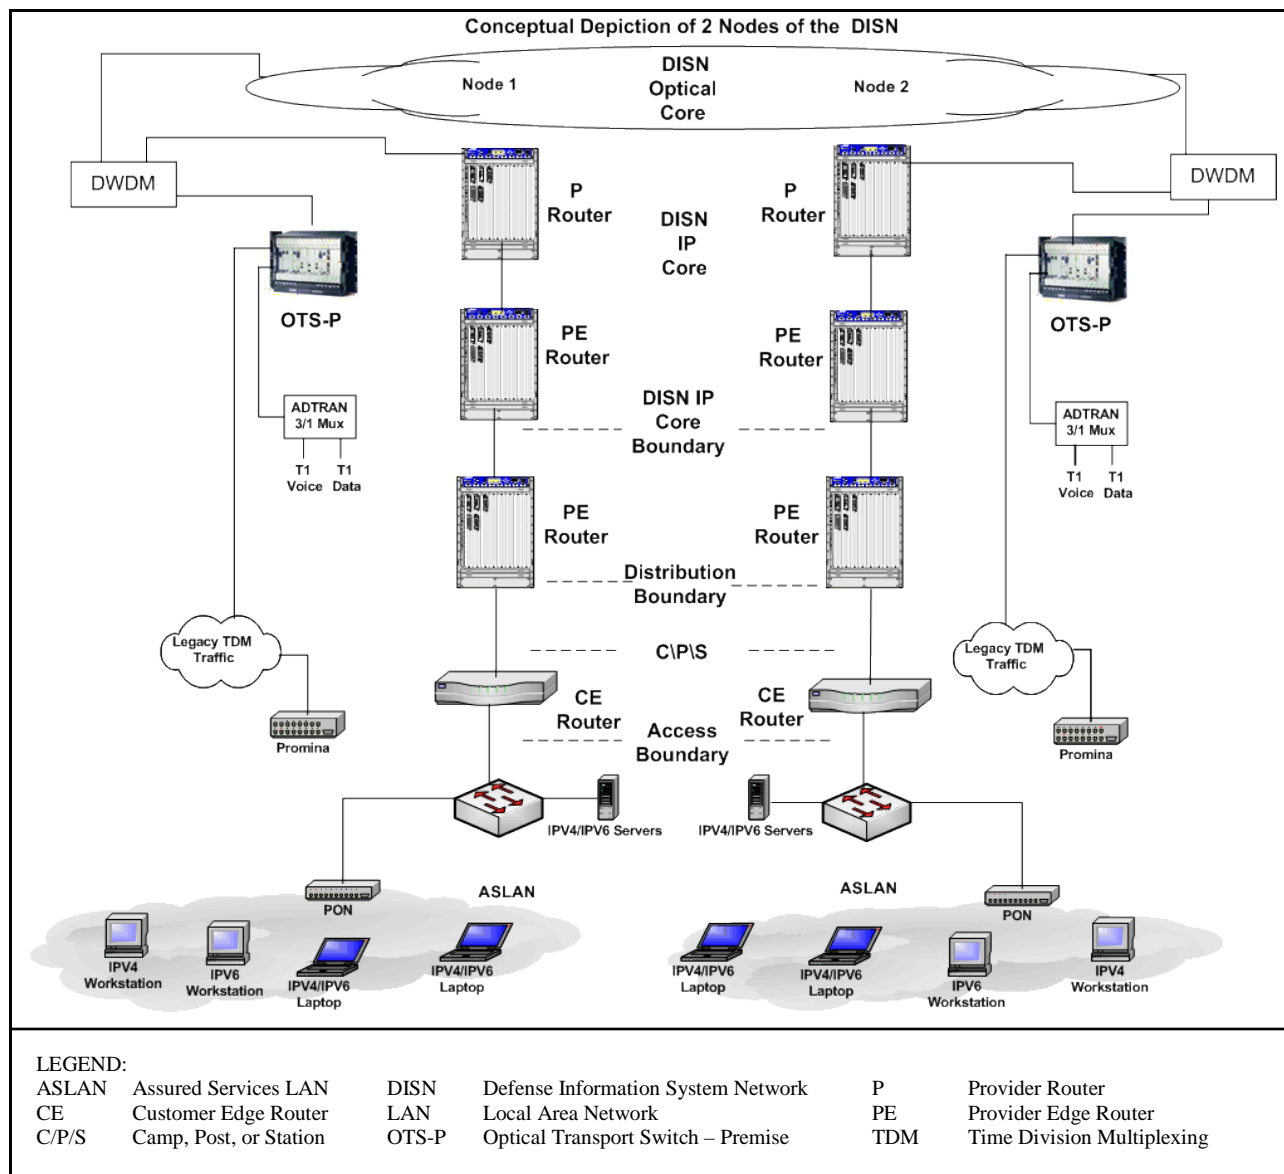 Conceptual Depiction of 2 Nodes of the DISN
DISN
Optical
Core
Node 1
Node 2
DWDM
DWDM
P
Router
P
Router
DISN
IP
Core
OTS-P
OTS-P
PE
Router
PE
Router
DISN IP
Core
Boundary
ADTRAN
3/1 Mux
T1
Voice
T1
Data
ADTRAN
3/1 Mux
T1
Voice
T1
Data
PE
Router
PE
Router
Distribution
Boundary
Legacy TDM
Traffic
Legacy TDM
Traffic
C\P\S
CE
Router
CE
Router
Access
Boundary
Promina
Promina
IPV4/IPV6 Servers
IPV4/IPV6 Servers
ASLAN
ASLAN
PON
PON
IPV4
Workstation
IPV6
Workstation
IPV4/IPV6
Laptop
IPV4/IPV6
Laptop
IPV4/IPV6
Laptop
IPV4/IPV6
Laptop
IPV6
Workstation
IPV4
Workstation
LEGEND:
ASLAN Assured Services LAN DISN Defense Information System Network P Provider Router
CE Customer Edge Router LAN Local Area Network PE Provider Edge Router
C/P/S Camp, Post, or Station OTS-P Optical Transport Switch – Premise TDM Time Division Multiplexing